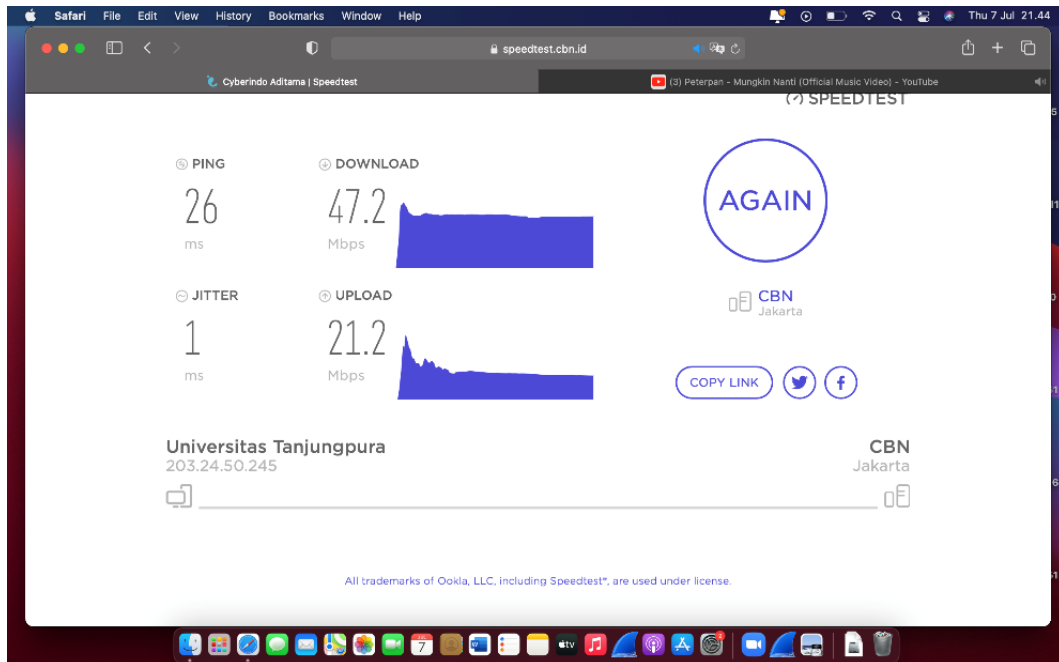 Safari File Edit View History Bookmarks Window Help Thu 7 Jul 21.44
speedtest.cbn.id
Cyberindo Aditama | Speedtest (3) Peterpan - Mungkin Nanti (Official Music Video) - YouTube
SPEEDTEST
PING DOWNLOAD
26 47.2
ms Mbps
AGAIN
JITTER UPLOAD
1 21.2
ms Mbps
CBN
Jakarta
COPY LINK
Universitas Tanjungpura CBN
203.24.50.245 Jakarta
All trademarks of Ookla, LLC, including Speedtest®, are used under license.
JUL
7
tv